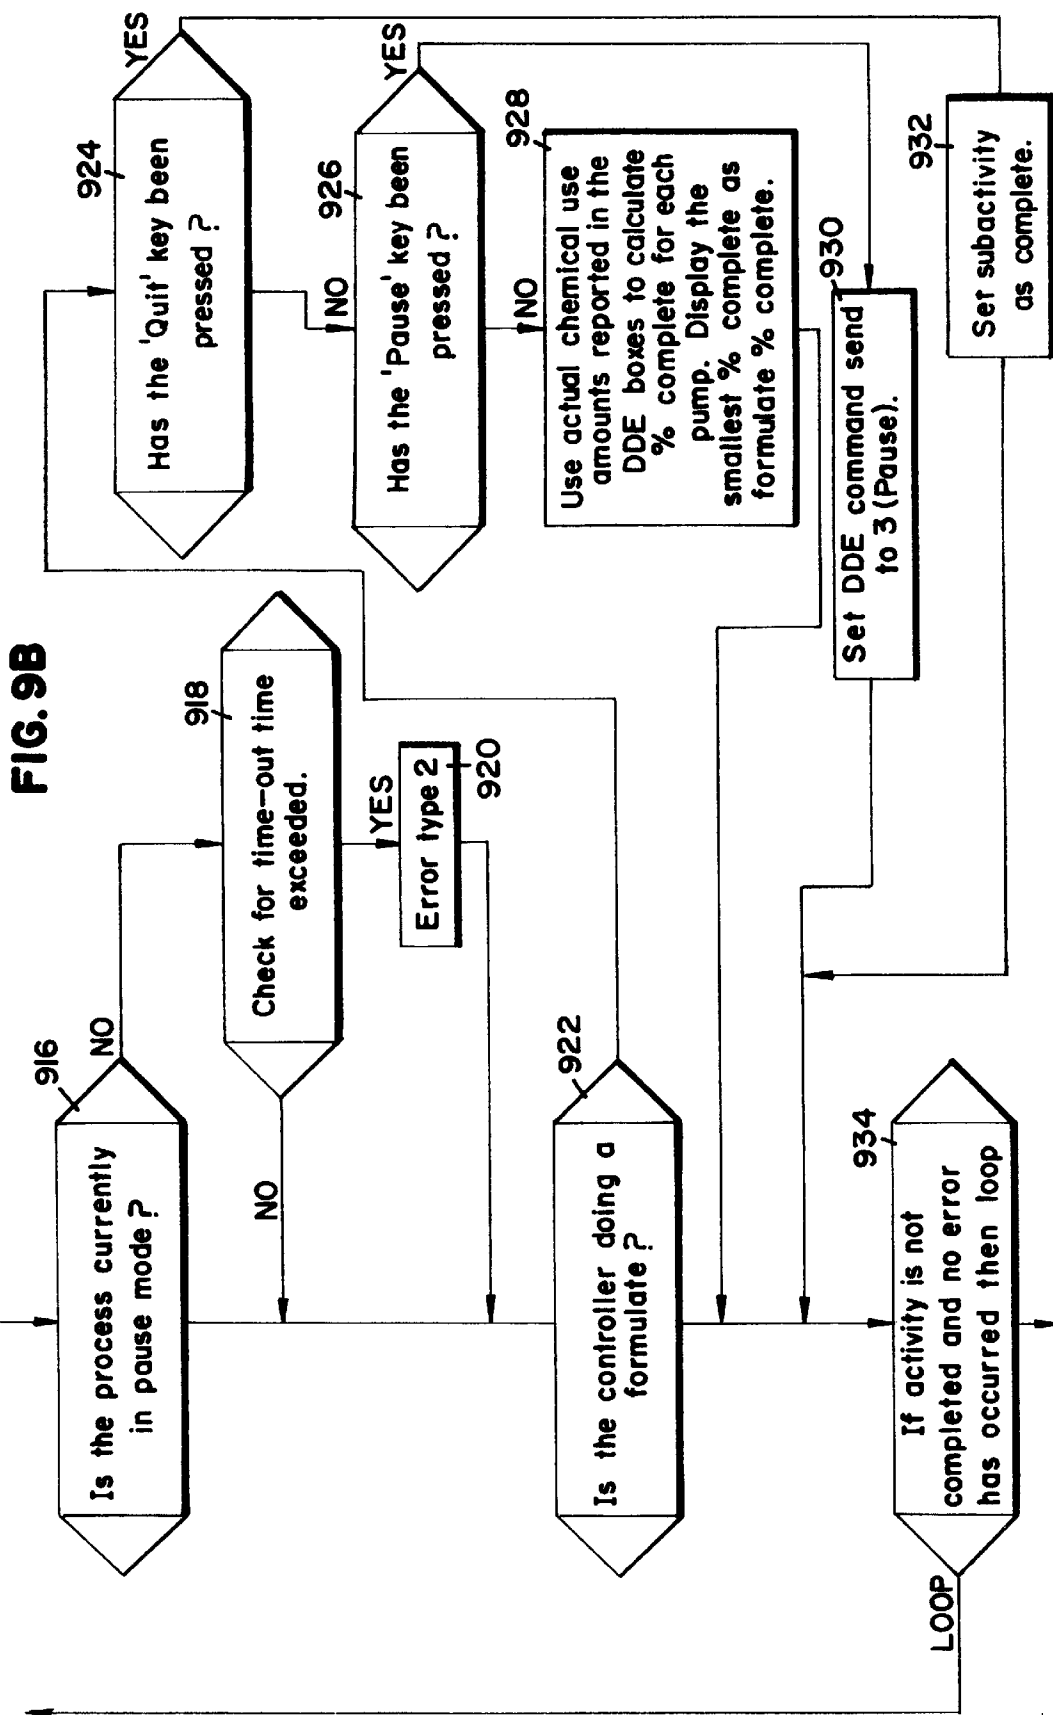 FIG. 9B
916
Is the process currently
in pause mode?
NO
918
Check for time-out time
exceeded.
NO
YES
Error type 2
920
922
Is the controller doing a
formulate?
924
Has the 'Quit' key been
pressed?
YES
NO
926
Has the 'Pause' key been
pressed?
YES
NO
928
Use actual chemical use
amounts reported in the
DDE boxes to calculate
% complete for each
pump. Display the
smallest % complete as
formulate % complete.
930
Set DDE command send
to 3 (Pause).
932
Set subactivity
as complete.
934
If activity is not
completed and no error
has occurred then loop
LOOP